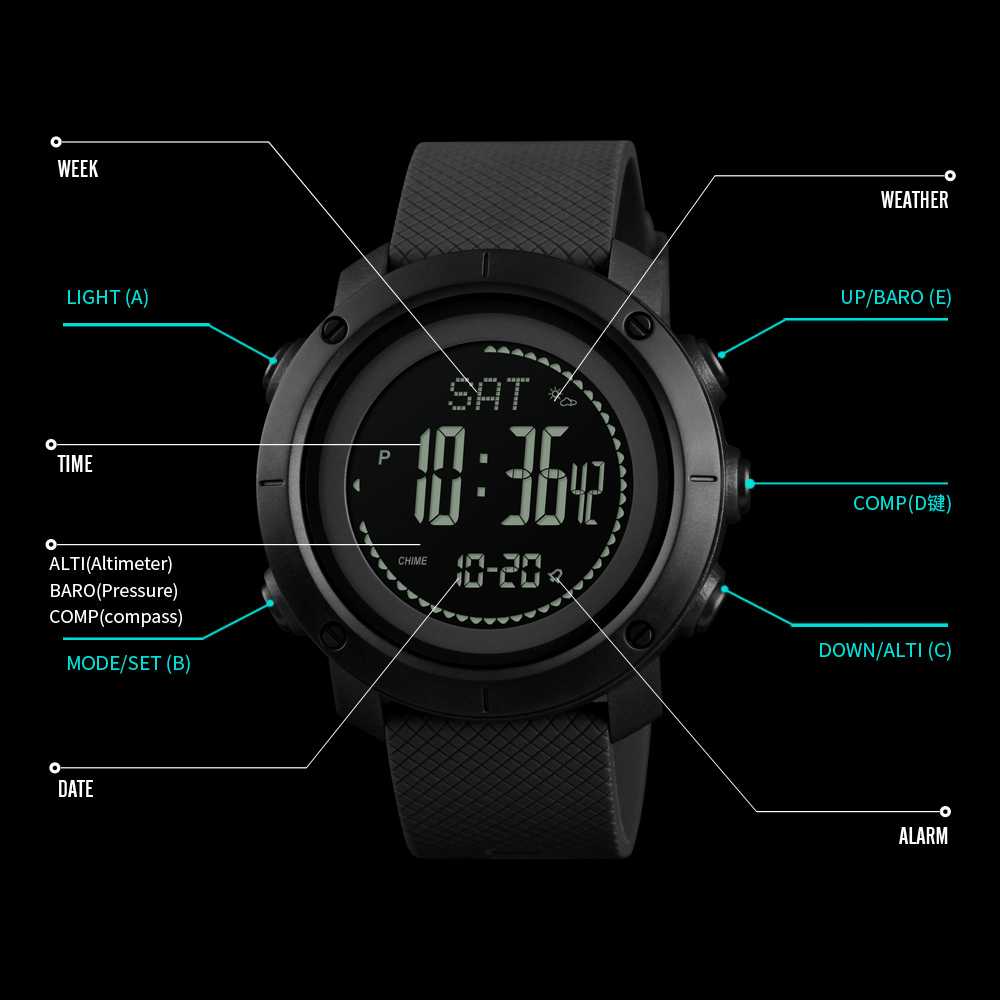 WEEK
WEATHER
LIGHT (A)
UP/BARO (E)
SAT
TIME
P
10:36 42
COMP(D键)
ALTI(Altimeter)
BARO(Pressure)
COMP(compass)
CHIME
10-20
MODE/SET (B)
DOWN/ALTI (C)
DATE
ALARM